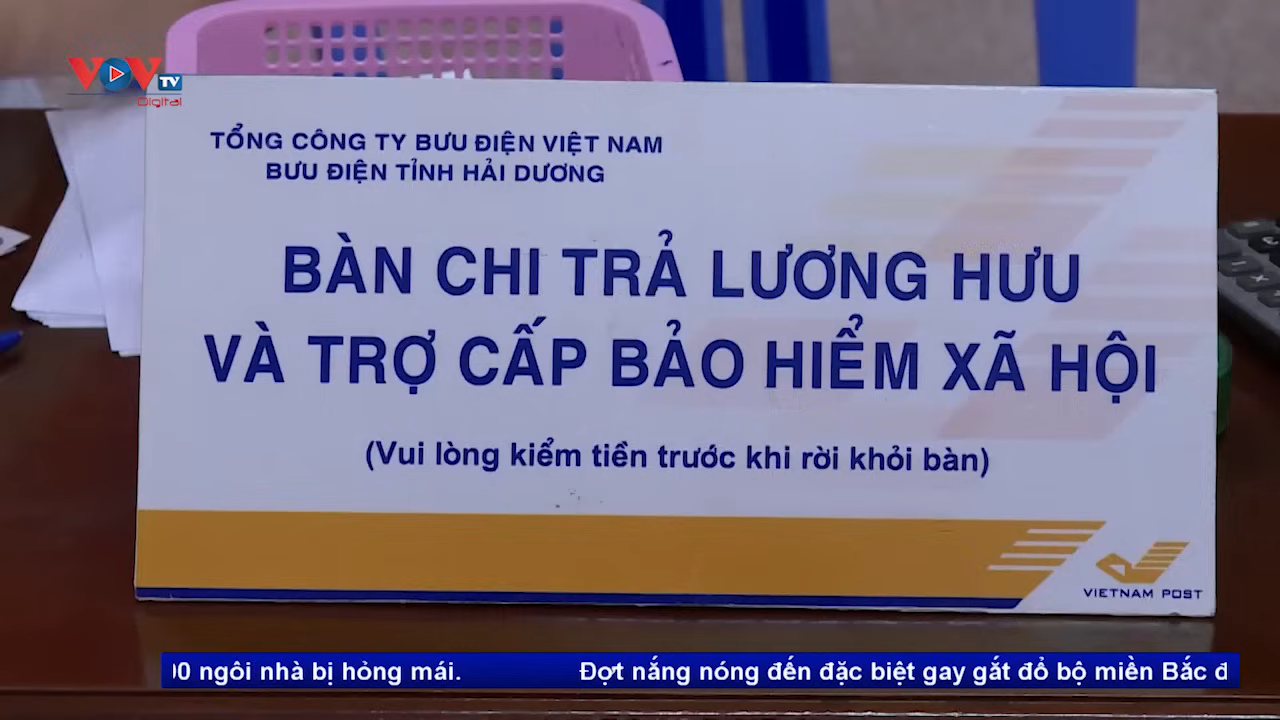 VOV TV
Digital
TỔNG CÔNG TY BƯU ĐIỆN VIỆT NAM
BƯU ĐIỆN TỈNH HẢI DƯƠNG
BÀN CHI TRẢ LƯƠNG HƯU
VÀ TRỢ CẤP BẢO HIỂM XÃ HỘI
(Vui lòng kiểm tiền trước khi rời khỏi bàn)
VIETNAM POST
00 ngôi nhà bị hỏng mái. Đợt nắng nóng đến đặc biệt gay gắt đổ bộ miền Bắc đ